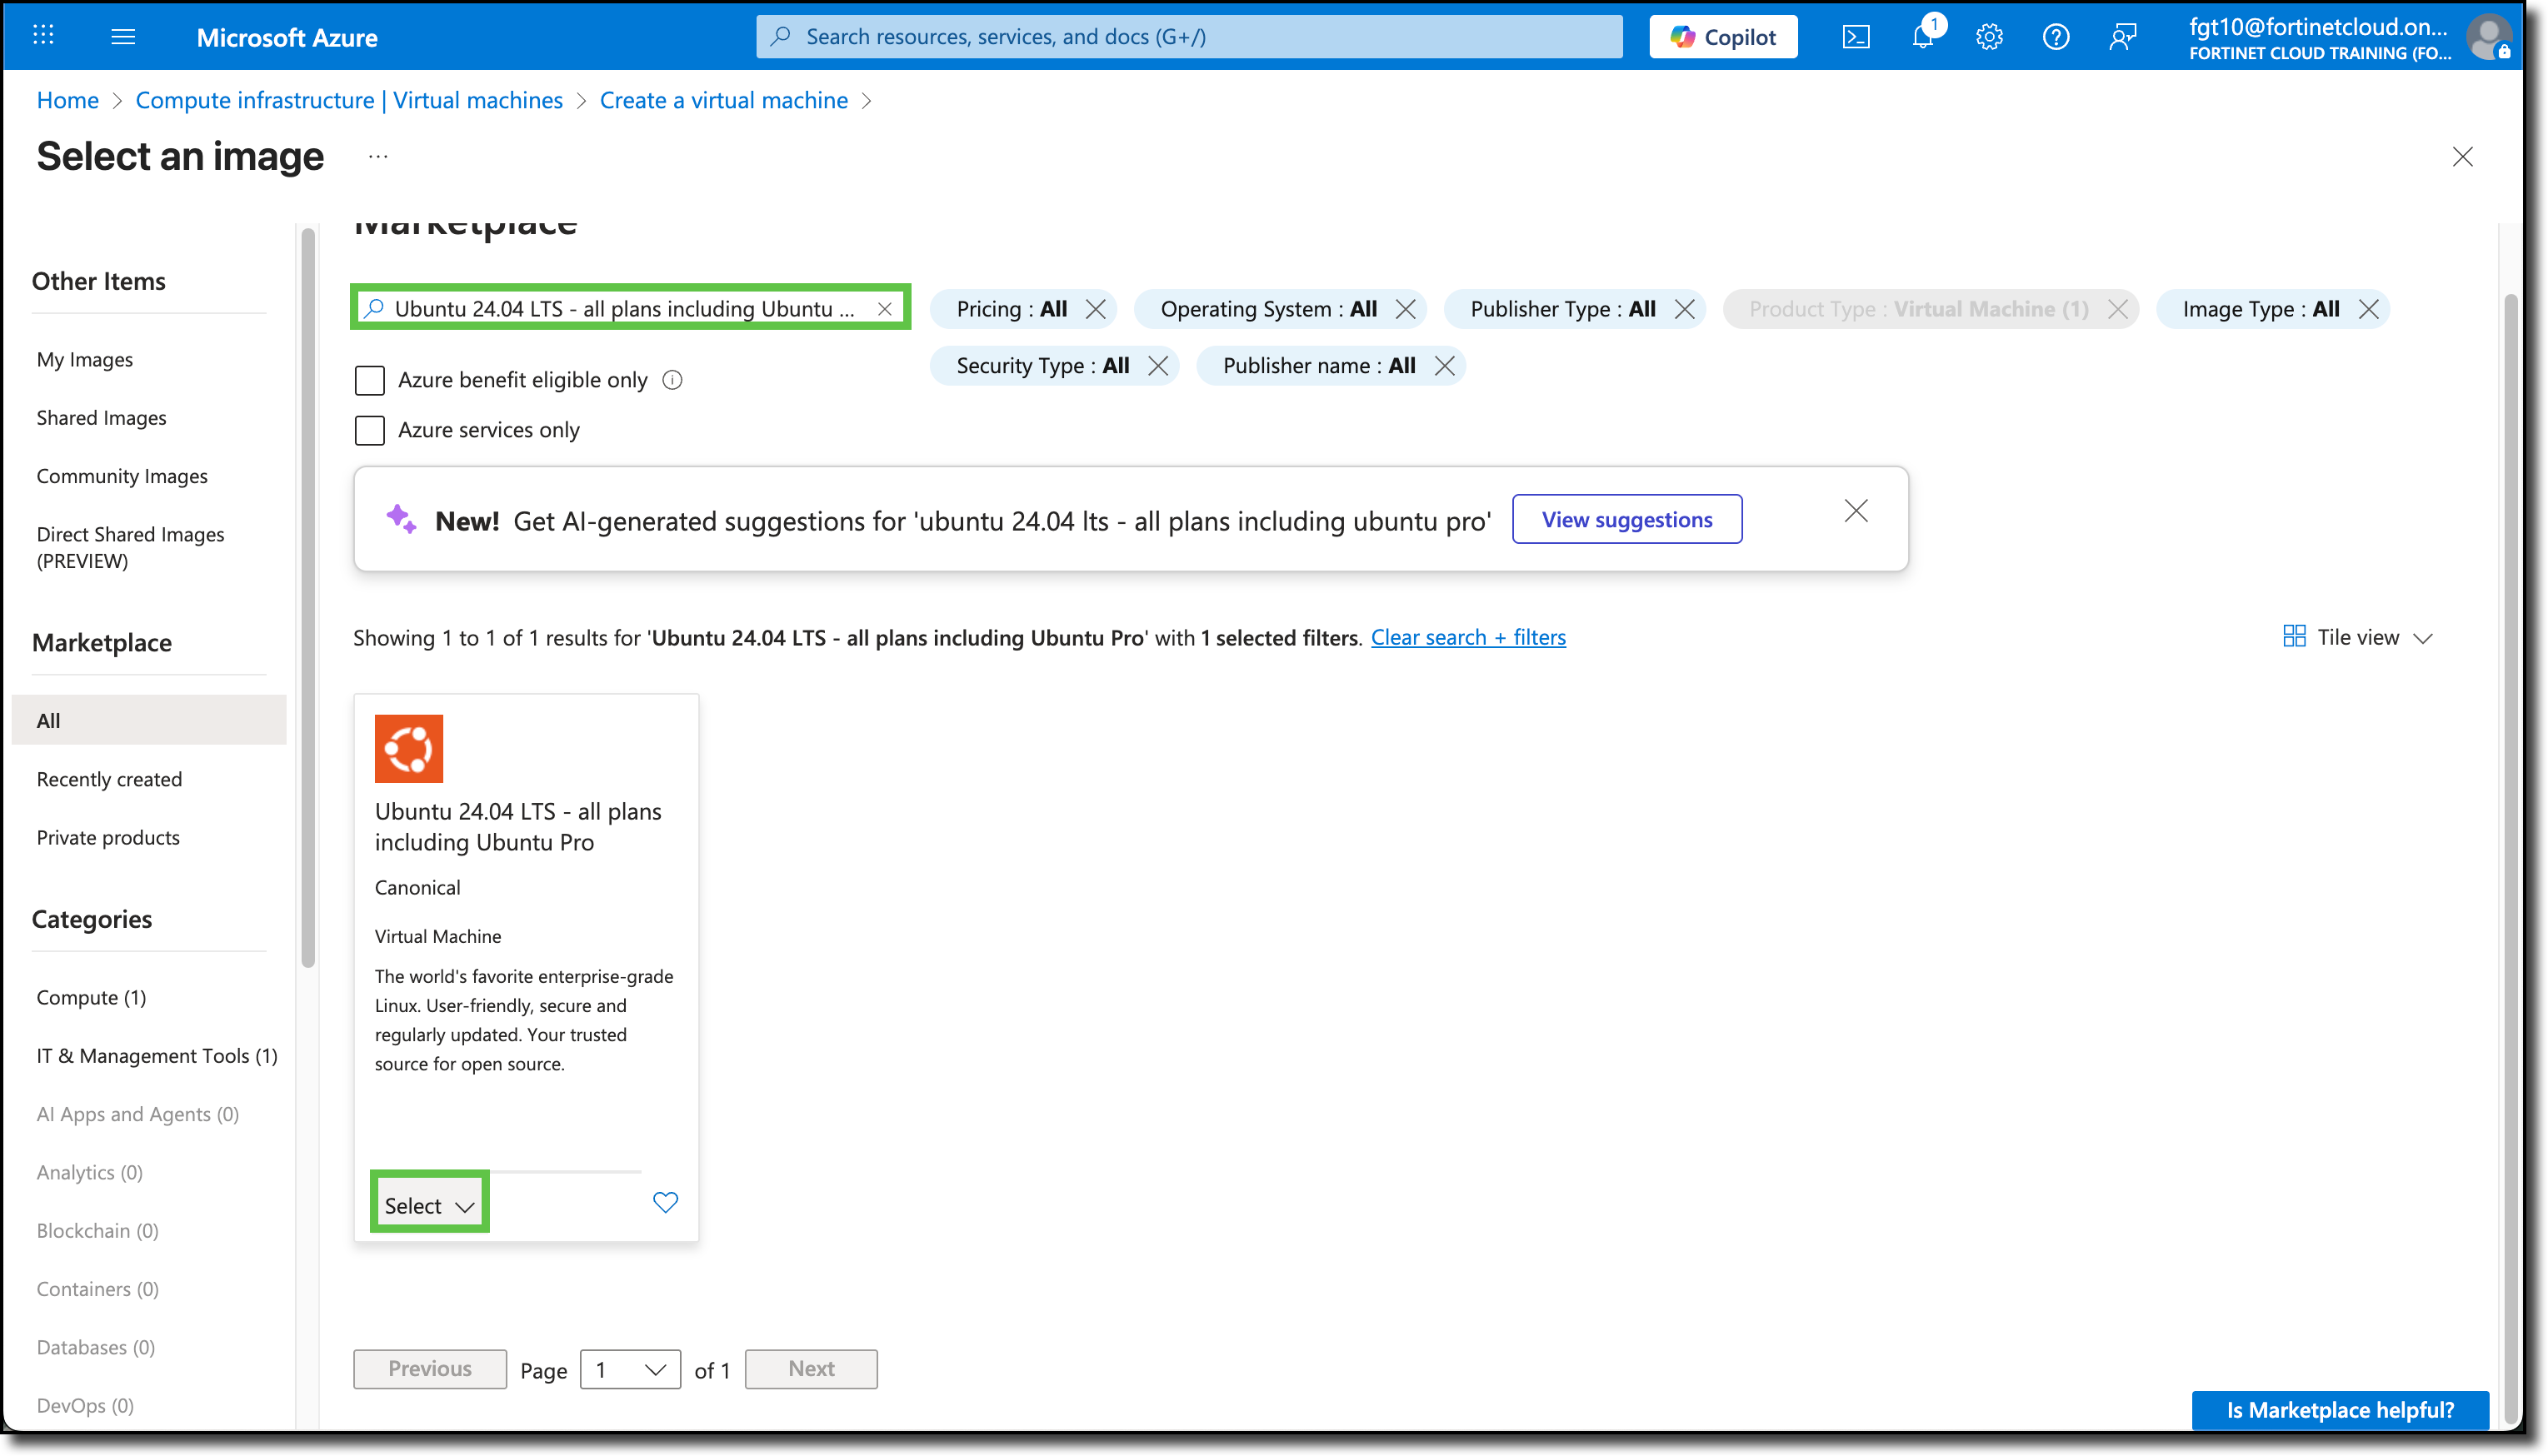 Microsoft Azure
Search resources, services, and docs (G+/)
Copilot
1
fgt10@fortinetcloud.on...
FORTINET CLOUD TRAINING (FO...
Home > Compute infrastructure | Virtual machines > Create a virtual machine >
Select an image ...
Marketplace
Other Items
My Images
Shared Images
Community Images
Direct Shared Images
(PREVIEW)
Marketplace
All
Recently created
Private products
Categories
Compute (1)
IT & Management Tools (1)
AI Apps and Agents (0)
Analytics (0)
Blockchain (0)
Containers (0)
Databases (0)
DevOps (0)
Ubuntu 24.04 LTS - all plans including Ubuntu ...
Pricing : All
Operating System : All
Publisher Type : All
Product Type : Virtual Machine (1)
Image Type : All
Security Type : All
Publisher name : All
Azure benefit eligible only
Azure services only
New! Get AI-generated suggestions for 'ubuntu 24.04 lts - all plans including ubuntu pro'
View suggestions
Showing 1 to 1 of 1 results for 'Ubuntu 24.04 LTS - all plans including Ubuntu Pro' with 1 selected filters. Clear search + filters
Tile view
Ubuntu 24.04 LTS - all plans
including Ubuntu Pro
Canonical
Virtual Machine
The world's favorite enterprise-grade
Linux. User-friendly, secure and
regularly updated. Your trusted
source for open source.
Select
Previous
Page 1 of 1
Next
Is Marketplace helpful?